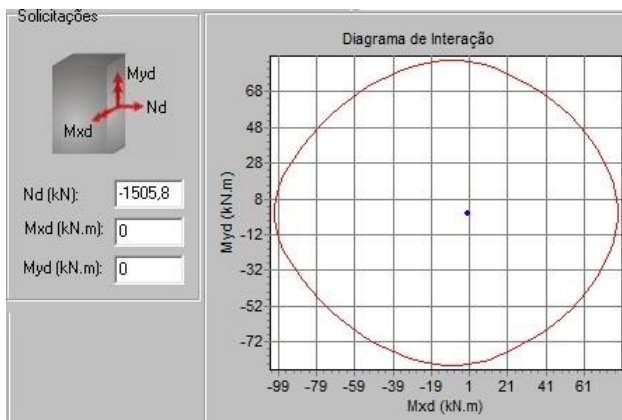 Solicitações
Myd
Nd
Mxd
Nd (kN): -1505,8
Mxd (kN.m): 0
Myd (kN.m): 0
Diagrama de Interação
Myd (kN.m)
68
48
28
8
-12
-32
-52
-72
-99 -79 -59 -39 -19 1 21 41 61
Mxd (kN.m)